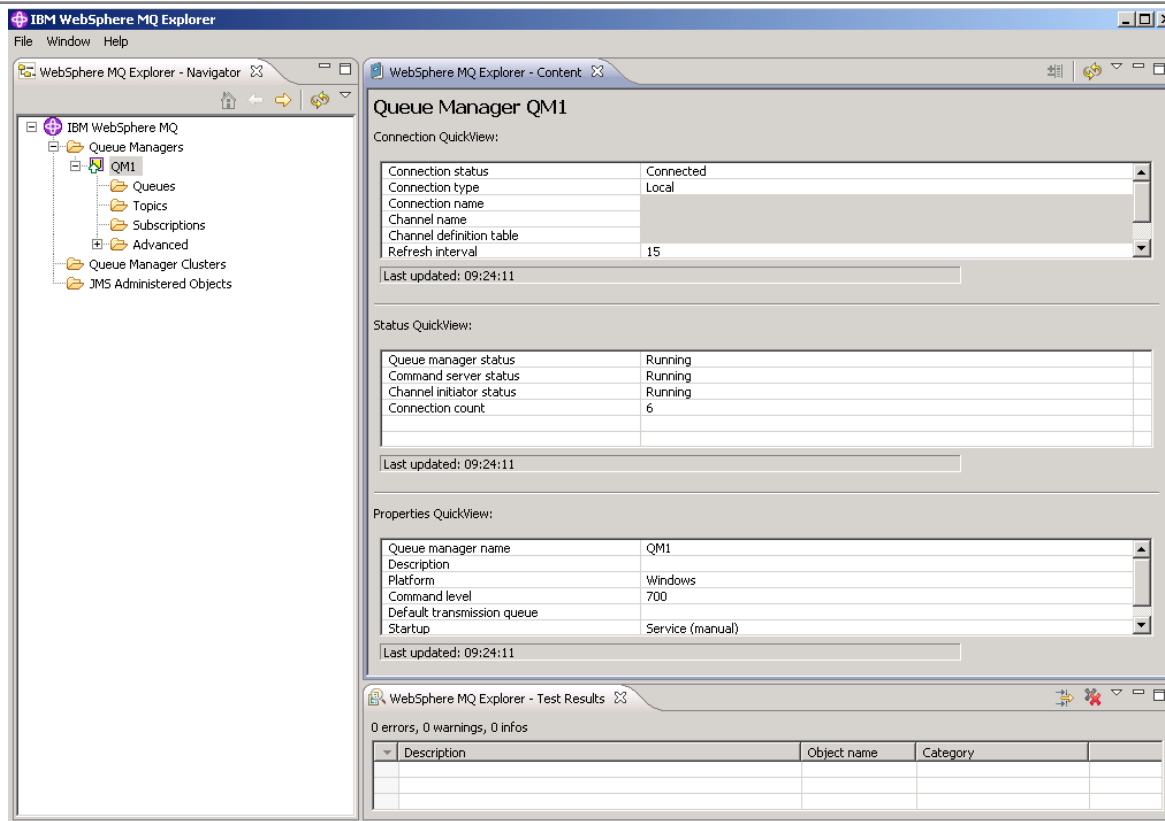 IBM WebSphere MQ Explorer
File Window Help
WebSphere MQ Explorer - Navigator
IBM WebSphere MQ
Queue Managers
QM1
Queues
Topics
Subscriptions
Advanced
Queue Manager Clusters
JMS Administered Objects
WebSphere MQ Explorer - Content
Queue Manager QM1
Connection QuickView:
Connection status Connected
Connection type Local
Connection name
Channel name
Channel definition table
Refresh interval 15
Last updated: 09:24:11
Status QuickView:
Queue manager status Running
Command server status Running
Channel initiator status Running
Connection count 6
Last updated: 09:24:11
Properties QuickView:
Queue manager name QM1
Description
Platform Windows
Command level 700
Default transmission queue
Startup Service (manual)
Last updated: 09:24:11
WebSphere MQ Explorer - Test Results
0 errors, 0 warnings, 0 infos
Description Object name Category